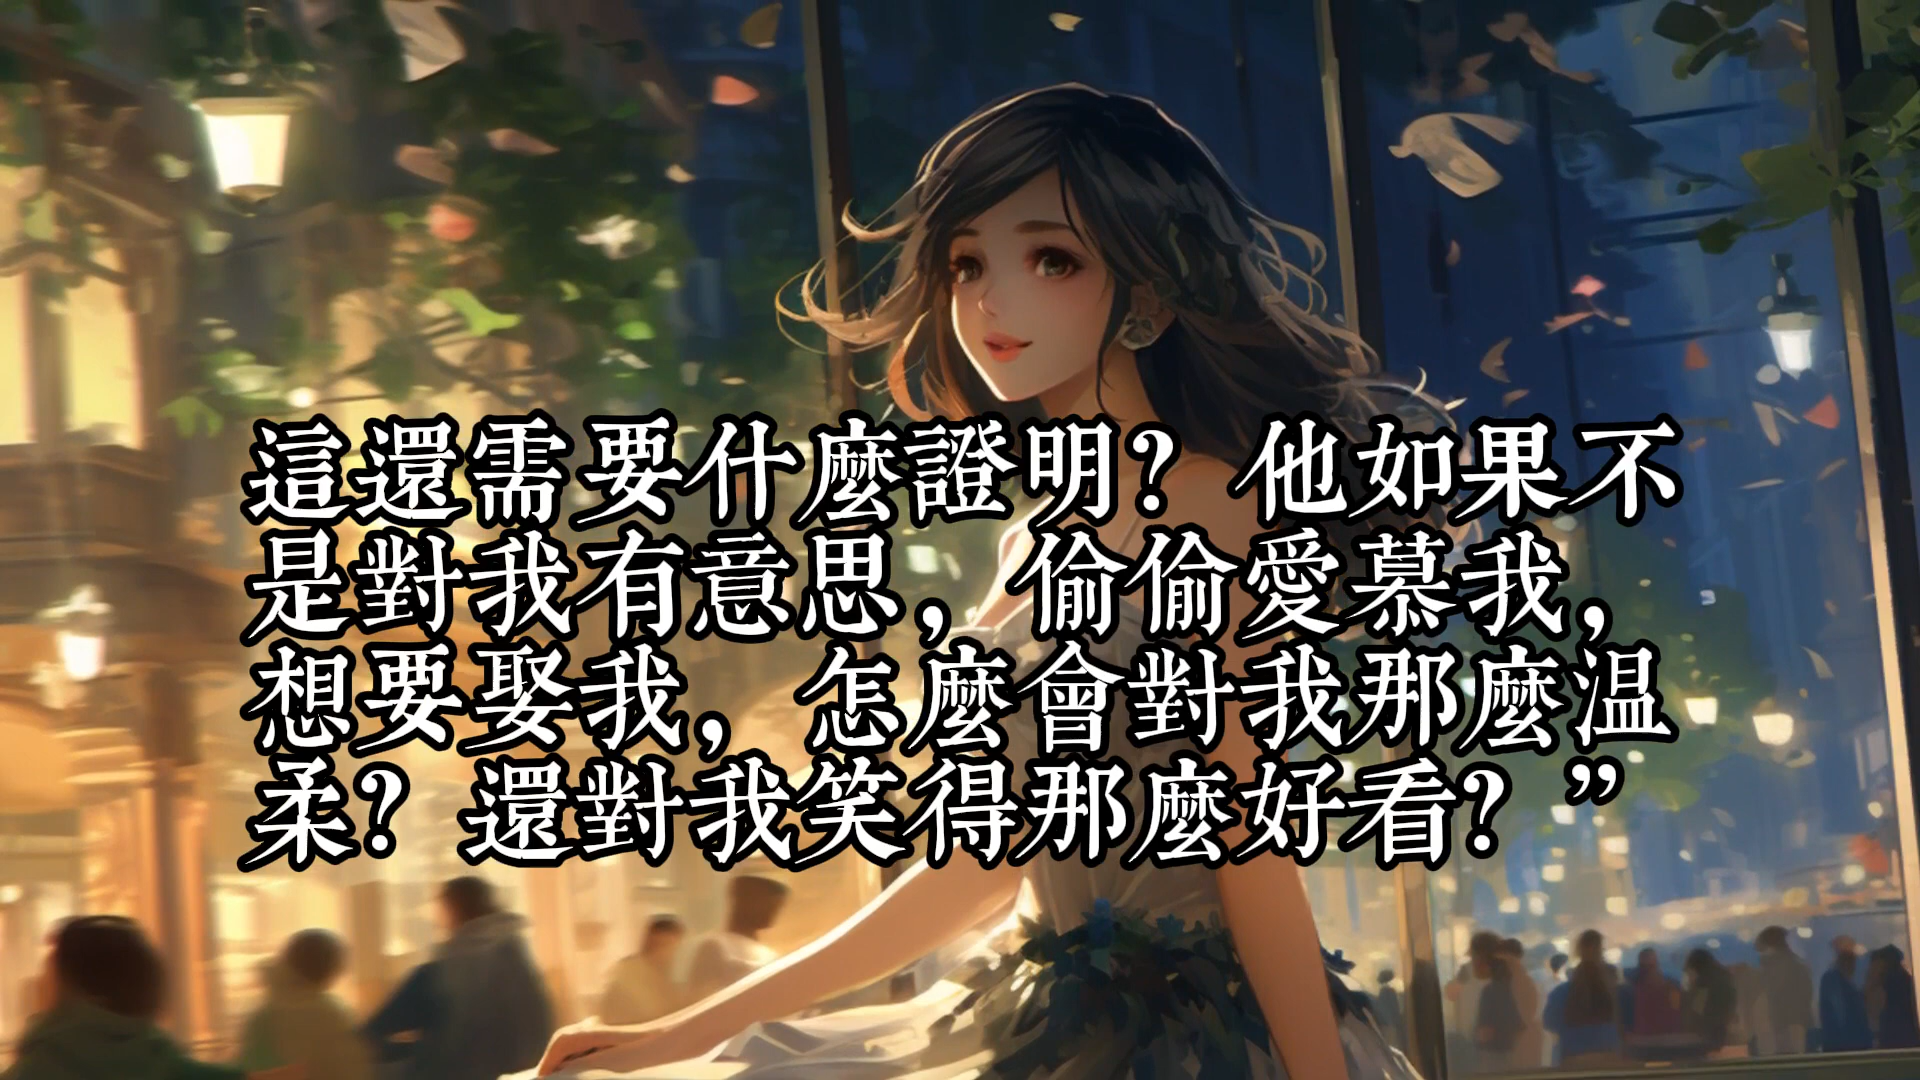 這還需要什麼證明？他如果不
是對我有意思，偷偷愛慕我，
想要娶我，怎麼會對我那麼温
柔？還對我笑得那麼好看？”